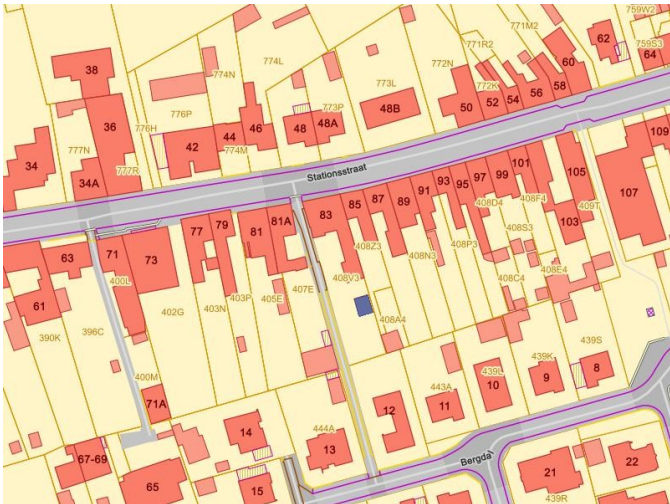 759W2
771M2
62
759S3
774L
771R2
38
774N
772N
60
64
773L
772K
58
56
776P
773P
54
52
36
776H
46
48
48A
48B
50
44
109
777N
42
774M
34
777R
34A
Stationsstraat
101
105
107
99
97
95
93
91
89
87
85
83
81A
81
79
77
408D4
408F4
103
409T
408S3
71
73
63
408Z3
408N3
408P3
408E4
400L
408V3
408C4
407E
405E
403P
403N
402G
61
408A4
396C
390K
439S
439K
439L
400M
443A
10
9
8
71A
12
11
444A
14
13
Bergda
67-69
22
21
65
15
439R